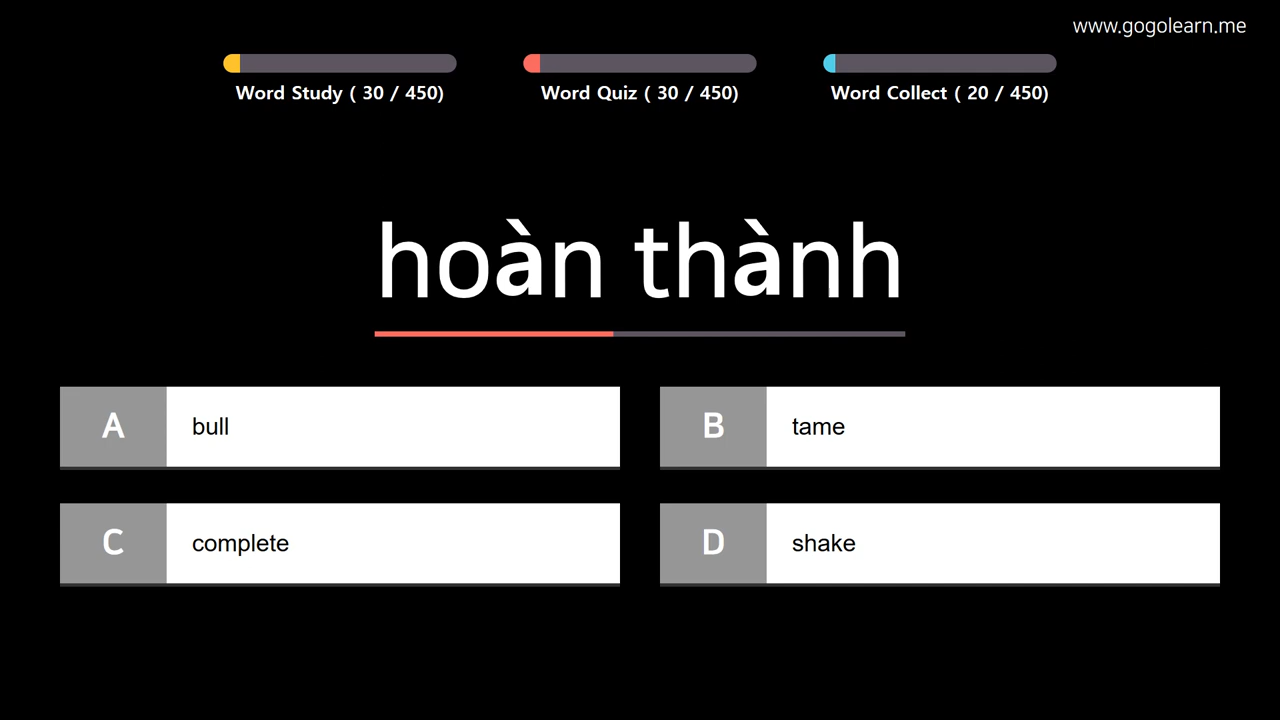 www.gogolearn.me
Word Study ( 30 / 450)
Word Quiz ( 30 / 450)
Word Collect ( 20 / 450)
hoàn thành
A bull
B tame
C complete
D shake